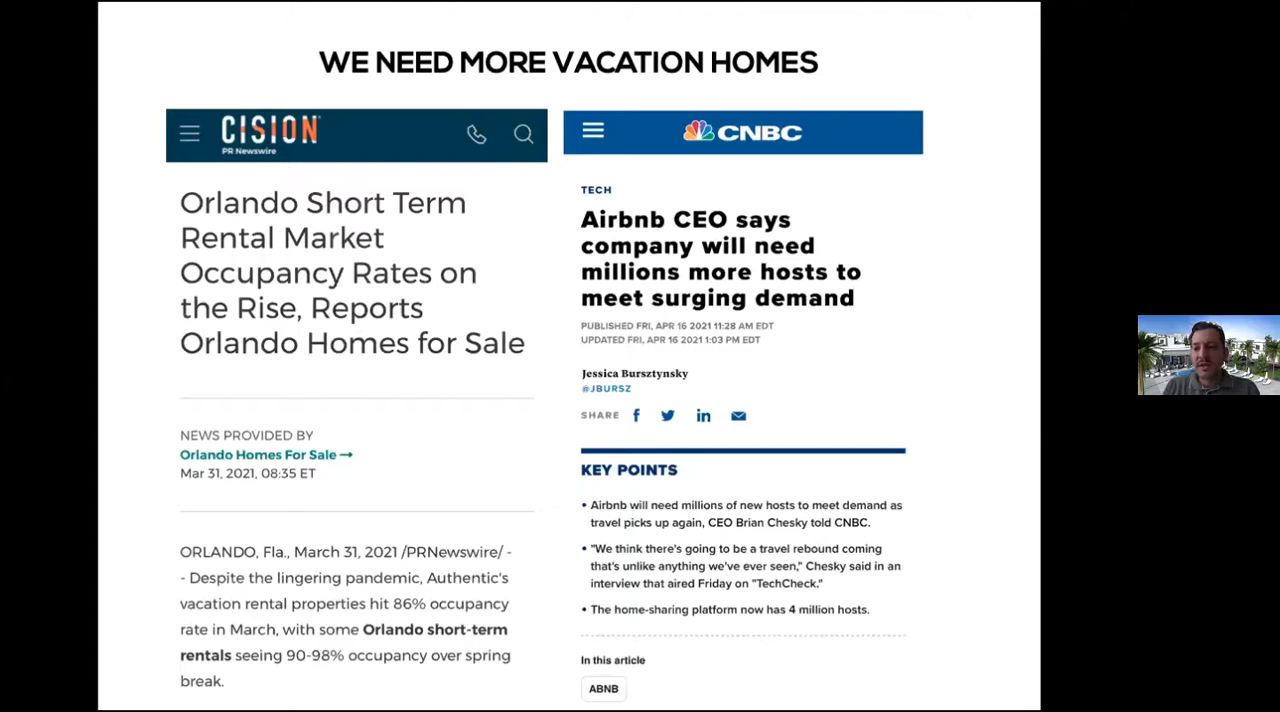 WE NEED MORE VACATION HOMES
CISION
PR Newswire
Orlando Short Term
Rental Market
Occupancy Rates on
the Rise, Reports
Orlando Homes for Sale
NEWS PROVIDED BY
Orlando Homes For Sale →
Mar 31, 2021, 08:35 ET
ORLANDO, Fla., March 31, 2021 /PRNewswire/ -
- Despite the lingering pandemic, Authentic's
vacation rental properties hit 86% occupancy
rate in March, with some Orlando short-term
rentals seeing 90-98% occupancy over spring
break.
CNBC
TECH
Airbnb CEO says
company will need
millions more hosts to
meet surging demand
PUBLISHED FRI, APR 16 2021 11:28 AM EDT
UPDATED FRI, APR 16 2021 1:03 PM EDT
Jessica Bursztynsky
@JBURSZ
SHARE
KEY POINTS
• Airbnb will need millions of new hosts to meet demand as
travel picks up again, CEO Brian Chesky told CNBC.
• "We think there's going to be a travel rebound coming
that's unlike anything we've ever seen," Chesky said in an
interview that aired Friday on "TechCheck."
• The home-sharing platform now has 4 million hosts.
In this article
ABNB